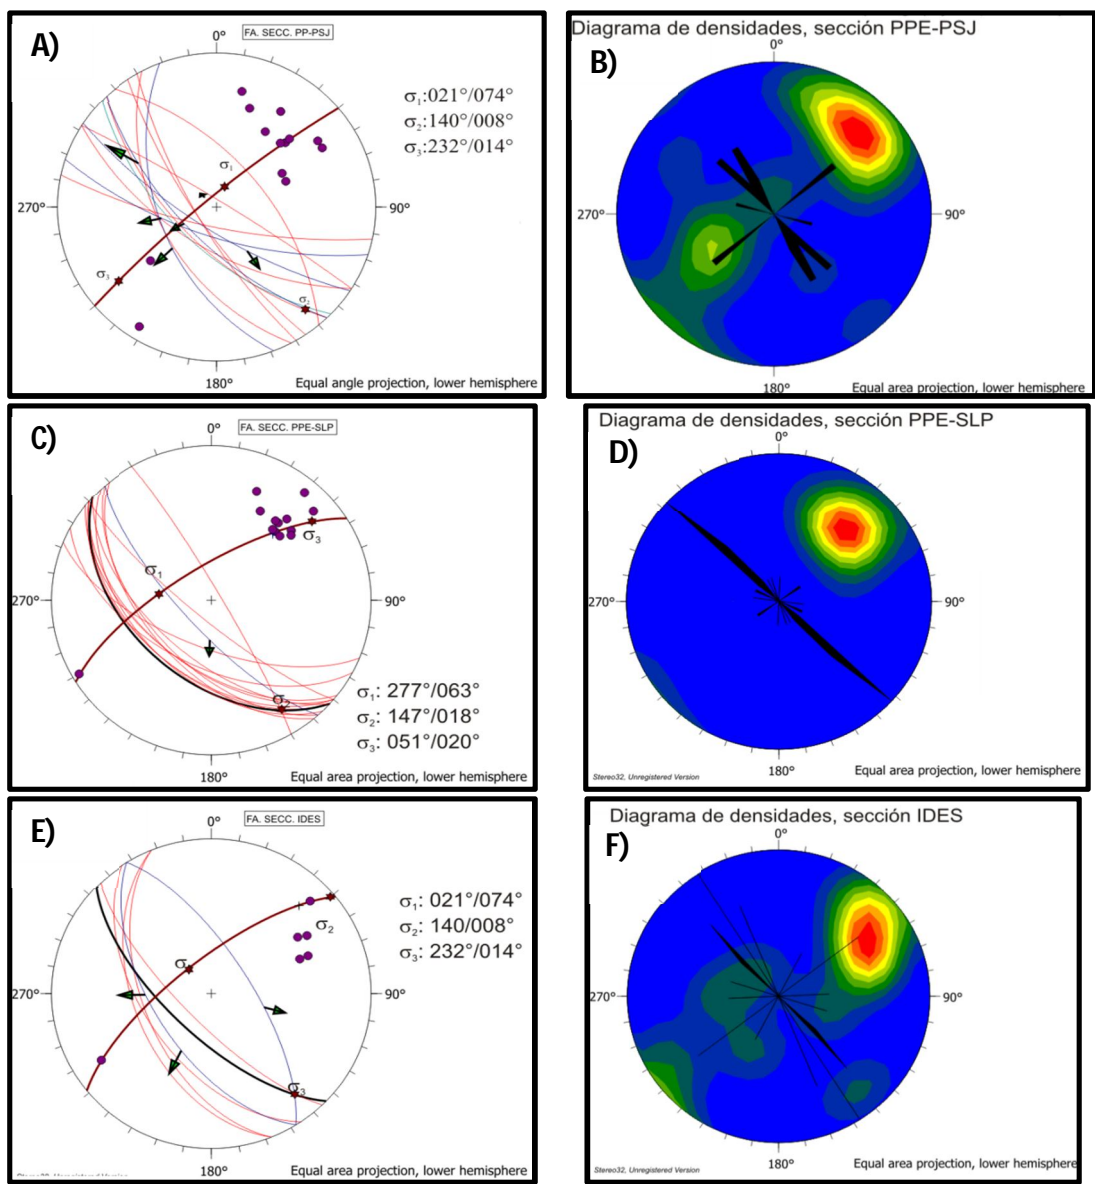 A)
FA. SECC. PP-PSJ
0°
σ₁:021°/074°
σ₂:140°/008°
σ₃:232°/014°
σ₁
270°
90°
σ₃
σ₂
180°
Equal angle projection, lower hemisphere
Diagrama de densidades, sección PPE-PSJ
B)
0°
270°
90°
180°
Equal area projection, lower hemisphere
C)
FA. SECC. PPE-SLP
0°
σ₃
σ₁
270°
90°
σ₂
σ₁: 277°/063°
σ₂: 147°/018°
σ₃: 051°/020°
180°
Equal area projection, lower hemisphere
Diagrama de densidades, sección PPE-SLP
D)
0°
270°
90°
180°
Stereo32, Unregistered Version
Equal area projection, lower hemisphere
E)
FA. SECC. IDES
0°
σ₁: 021°/074°
σ₂: 140/008°
σ₃: 232°/014°
σ₂
σ
270°
90°
σ₃
180°
Equal area projection, lower hemisphere
Diagrama de densidades, sección IDES
F)
0°
270°
90°
180°
Stereo32, Unregistered Version
Equal area projection, lower hemisphere